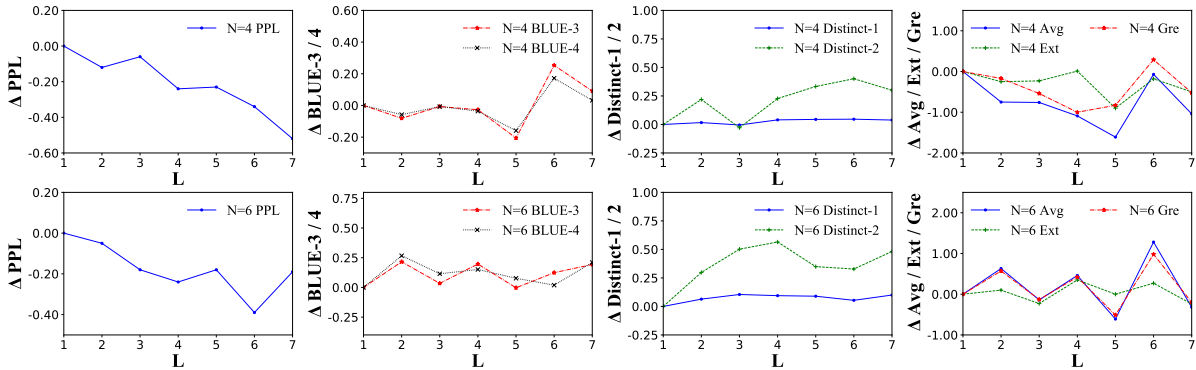 Δ PPL
0.20
0.00
-0.20
-0.40
-0.60
N=4 PPL
1 2 3 4 5 6 7
L
Δ BLUE-3 / 4
0.60
0.40
0.20
0.00
-0.20
N=4 BLUE-3
N=4 BLUE-4
1 2 3 4 5 6 7
L
Δ Distinct-1 / 2
1.00
0.75
0.50
0.25
0.00
-0.25
N=4 Distinct-1
N=4 Distinct-2
1 2 3 4 5 6 7
L
Δ Avg / Ext / Gre
1.00
0.00
-1.00
-2.00
N=4 Avg N=4 Gre
N=4 Ext
1 2 3 4 5 6 7
L
Δ PPL
0.20
0.00
-0.20
-0.40
N=6 PPL
1 2 3 4 5 6 7
L
Δ BLUE-3 / 4
0.75
0.50
0.25
0.00
-0.25
N=6 BLUE-3
N=6 BLUE-4
1 2 3 4 5 6 7
L
Δ Distinct-1 / 2
1.00
0.75
0.50
0.25
0.00
-0.25
N=6 Distinct-1
N=6 Distinct-2
1 2 3 4 5 6 7
L
Δ Avg / Ext / Gre
2.00
1.00
0.00
-1.00
N=6 Avg N=6 Gre
N=6 Ext
1 2 3 4 5 6 7
L